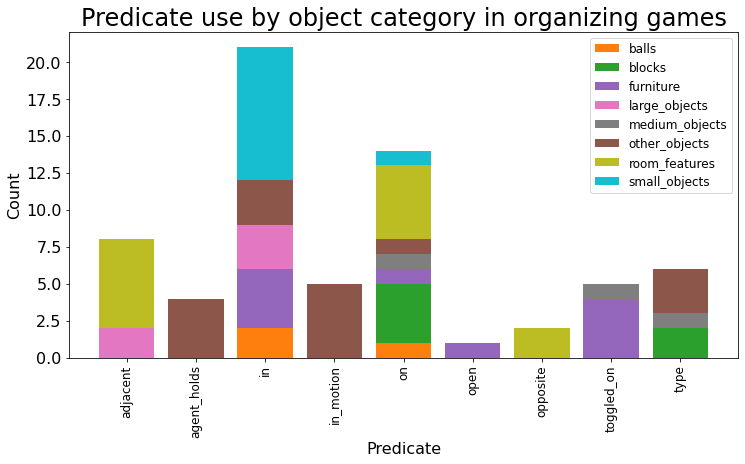 Predicate use by object category in organizing games
balls
blocks
furniture
large_objects
medium_objects
other_objects
room_features
small_objects
20.0
17.5
15.0
12.5
10.0
7.5
5.0
2.5
0.0
Count
adjacent
agent_holds
in
in_motion
on
open
opposite
toggled_on
type
Predicate